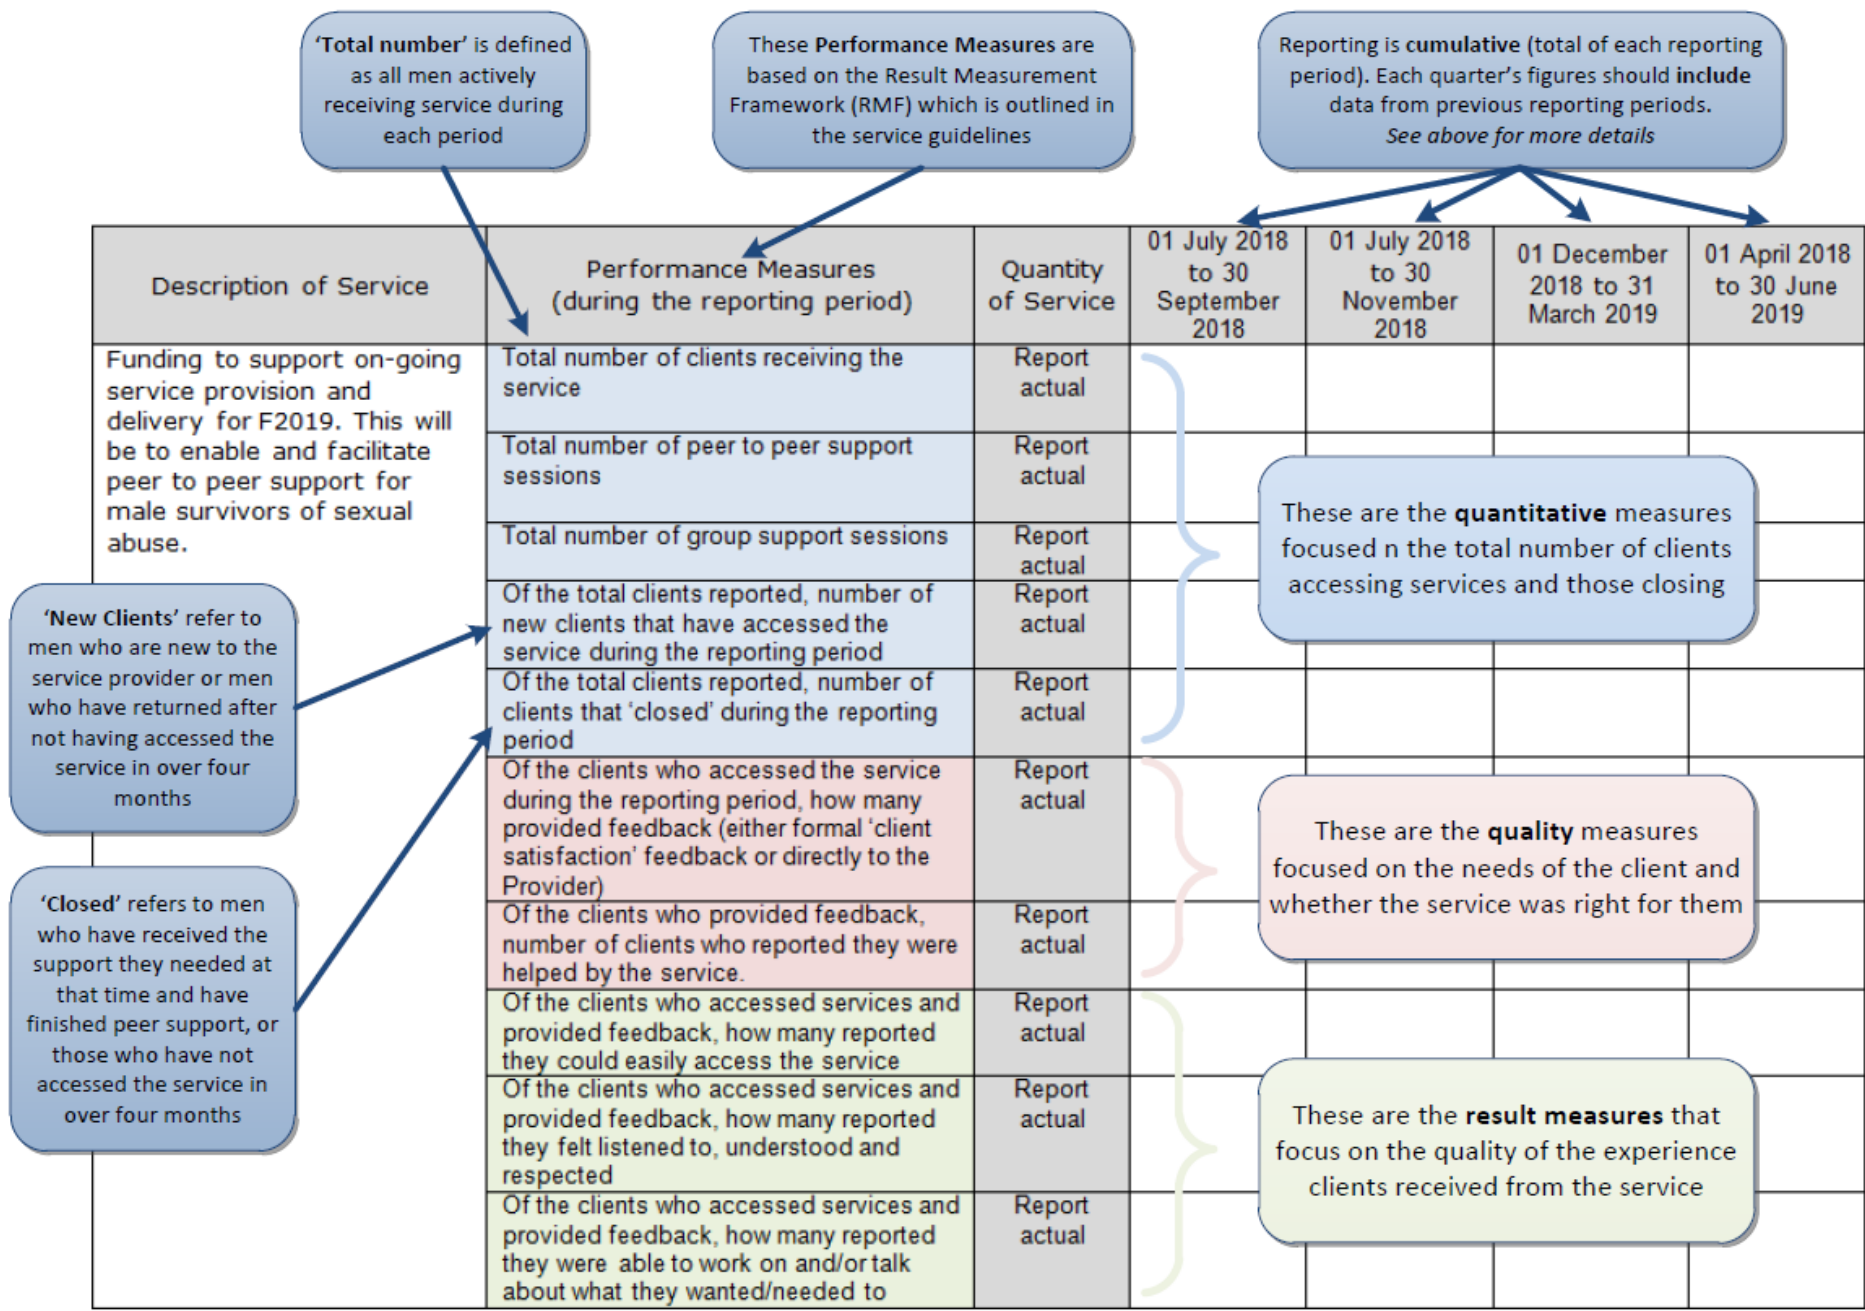 ‘Total number’ is defined
as all men actively
receiving service during
each period
These Performance Measures are
based on the Result Measurement
Framework (RMF) which is outlined in
the service guidelines
Reporting is cumulative (total of each reporting
period). Each quarter’s figures should include
data from previous reporting periods.
See above for more details
Description of Service
Performance Measures
(during the reporting period)
Quantity
of Service
01 July 2018
to 30
September
2018
01 July 2018
to 30
November
2018
01 December
2018 to 31
March 2019
01 April 2018
to 30 June
2019
Funding to support on-going
service provision and
delivery for F2019. This will
be to enable and facilitate
peer to peer support for
male survivors of sexual
abuse.
Total number of clients receiving the
service
Report
actual
Total number of peer to peer support
sessions
Report
actual
Total number of group support sessions
Report
actual
Of the total clients reported, number of
new clients that have accessed the
service during the reporting period
Report
actual
Of the total clients reported, number of
clients that ‘closed’ during the reporting
period
Report
actual
These are the quantitative measures
focused n the total number of clients
accessing services and those closing
‘New Clients’ refer to
men who are new to the
service provider or men
who have returned after
not having accessed the
service in over four
months
Of the clients who accessed the service
during the reporting period, how many
provided feedback (either formal ‘client
satisfaction’ feedback or directly to the
Provider)
Report
actual
Of the clients who provided feedback,
number of clients who reported they were
helped by the service.
Report
actual
These are the quality measures
focused on the needs of the client and
whether the service was right for them
‘Closed’ refers to men
who have received the
support they needed at
that time and have
finished peer support, or
those who have not
accessed the service in
over four months
Of the clients who accessed services and
provided feedback, how many reported
they could easily access the service
Report
actual
Of the clients who accessed services and
provided feedback, how many reported
they felt listened to, understood and
respected
Report
actual
Of the clients who accessed services and
provided feedback, how many reported
they were able to work on and/or talk
about what they wanted/needed to
Report
actual
These are the result measures that
focus on the quality of the experience
clients received from the service